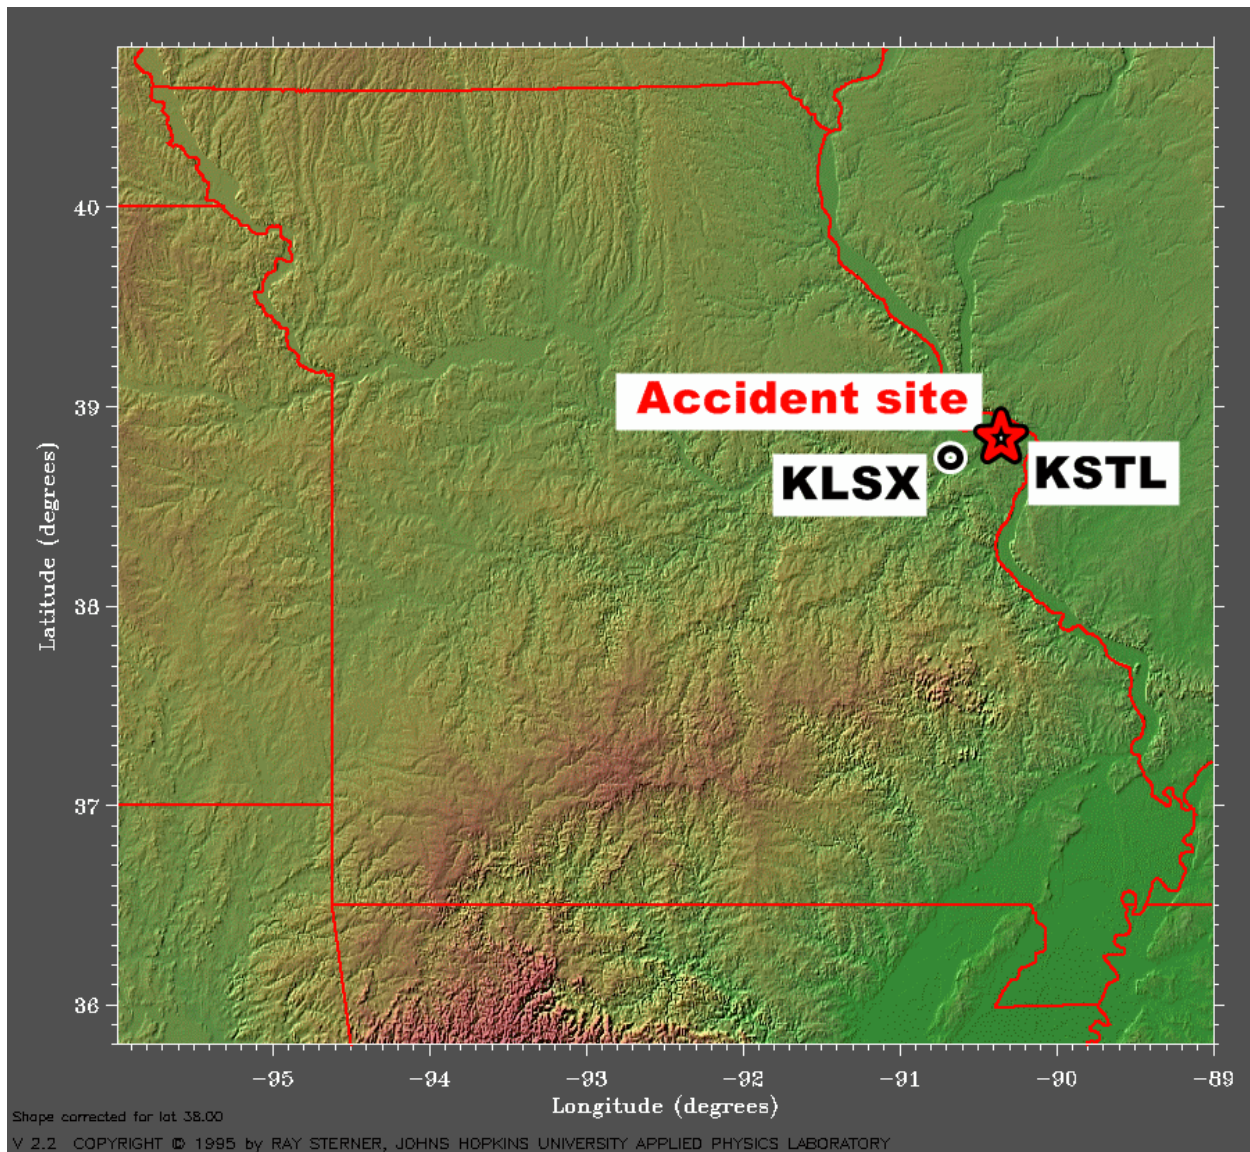 40
39
38
37
36
Latitude (degrees)
Accident site
KLSX
KSTL
-95
-94
-93
-92
-91
-90
-89
Longitude (degrees)
Shape corrected for lat 38.00
V 2.2 COPYRIGHT © 1995 by RAY STERNER, JOHNS HOPKINS UNIVERSITY APPLIED PHYSICS LABORATORY